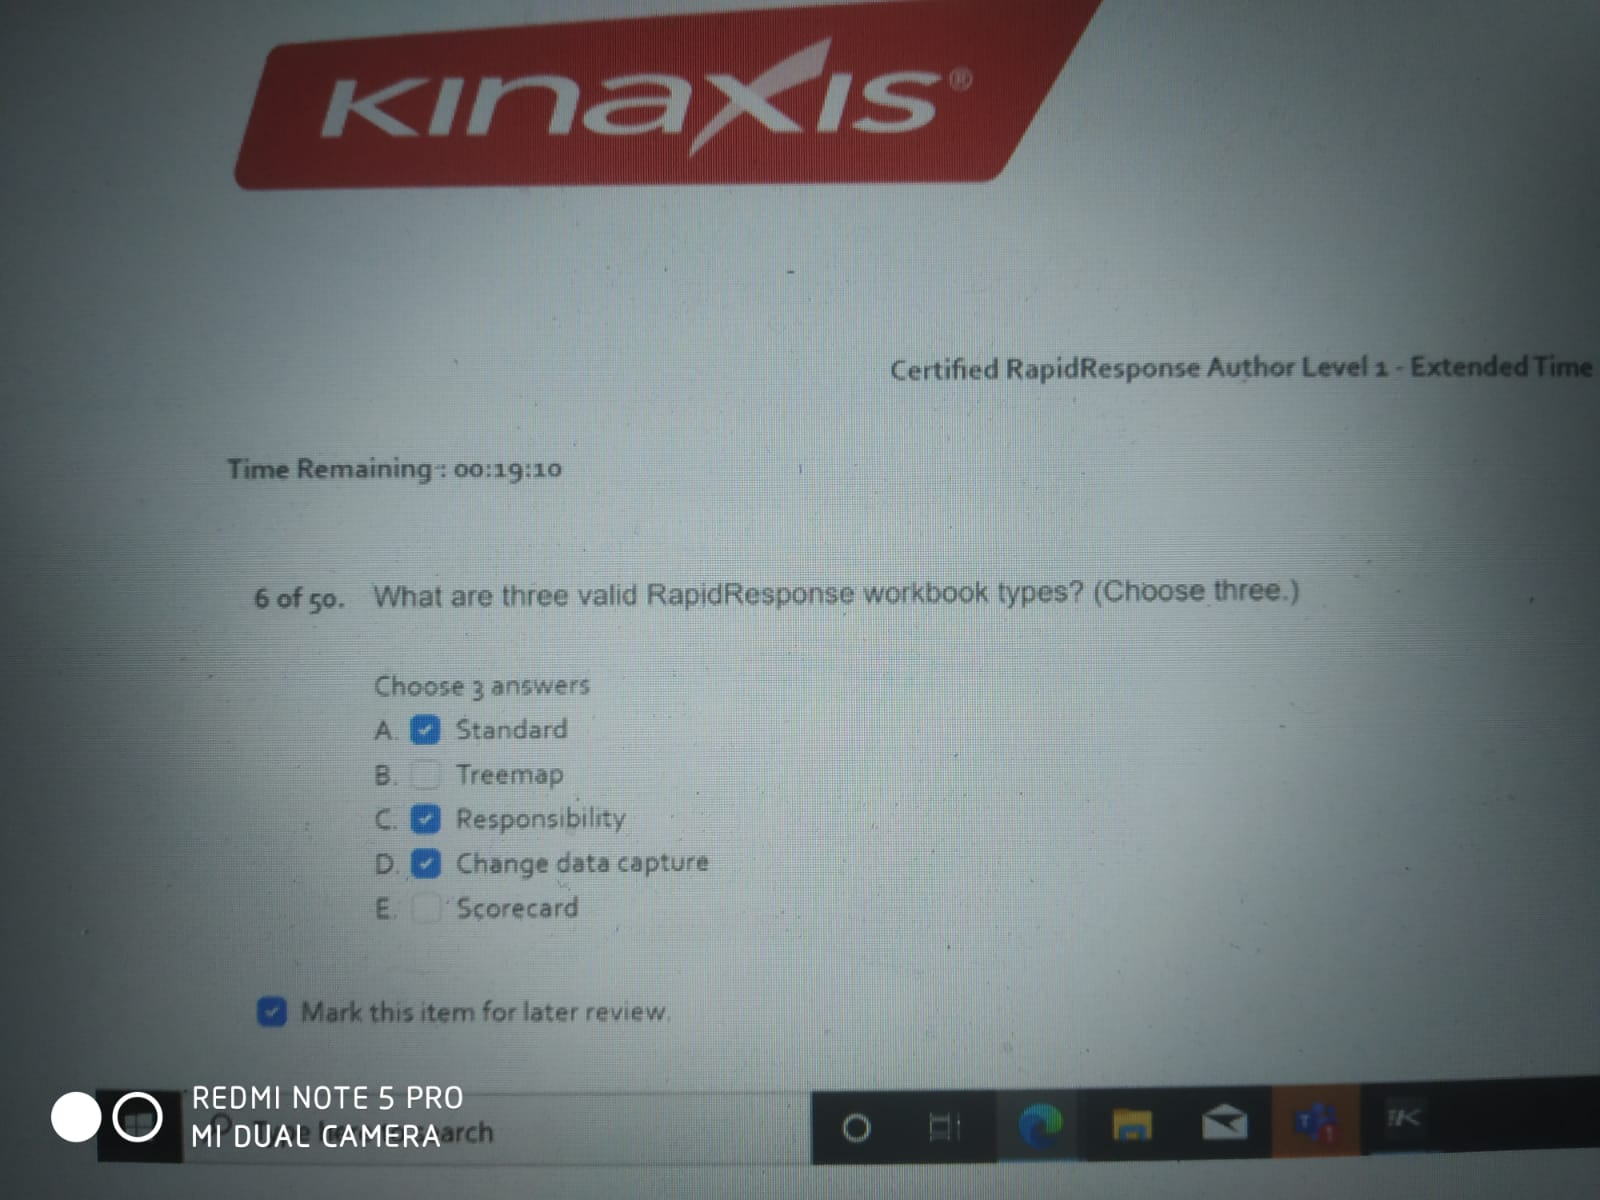 KINAXIS®
Certified RapidResponse Author Level 1 - Extended Time
Time Remaining : 00:19:10
6 of 50. What are three valid RapidResponse workbook types? (Choose three.)
Choose 3 answers
A. Standard
B. Treemap
C. Responsibility
D. Change data capture
E. Scorecard
Mark this item for later review.
REDMI NOTE 5 PRO
MI DUAL CAMERA
arch